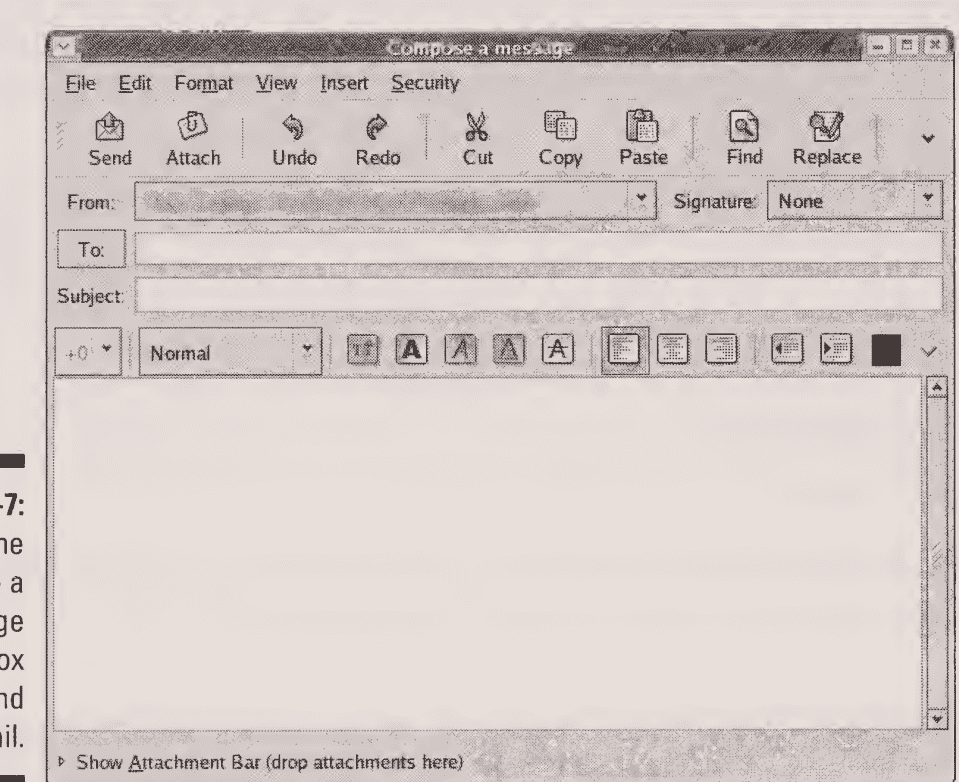 Compose a message
File Edit Format View Insert Security
Send Attach Undo Redo Cut Copy Paste Find Replace
From: Signature: None
To:
Subject:
+0 Normal
-7:
ne
a
ge
ox
nd
il.
Show Attachment Bar (drop attachments here)